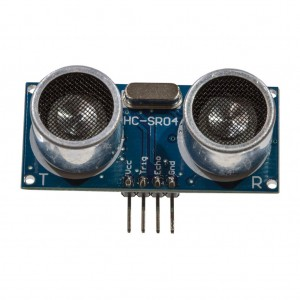 HC-SR04
T
Vcc
Trig
Echo
Gnd
R